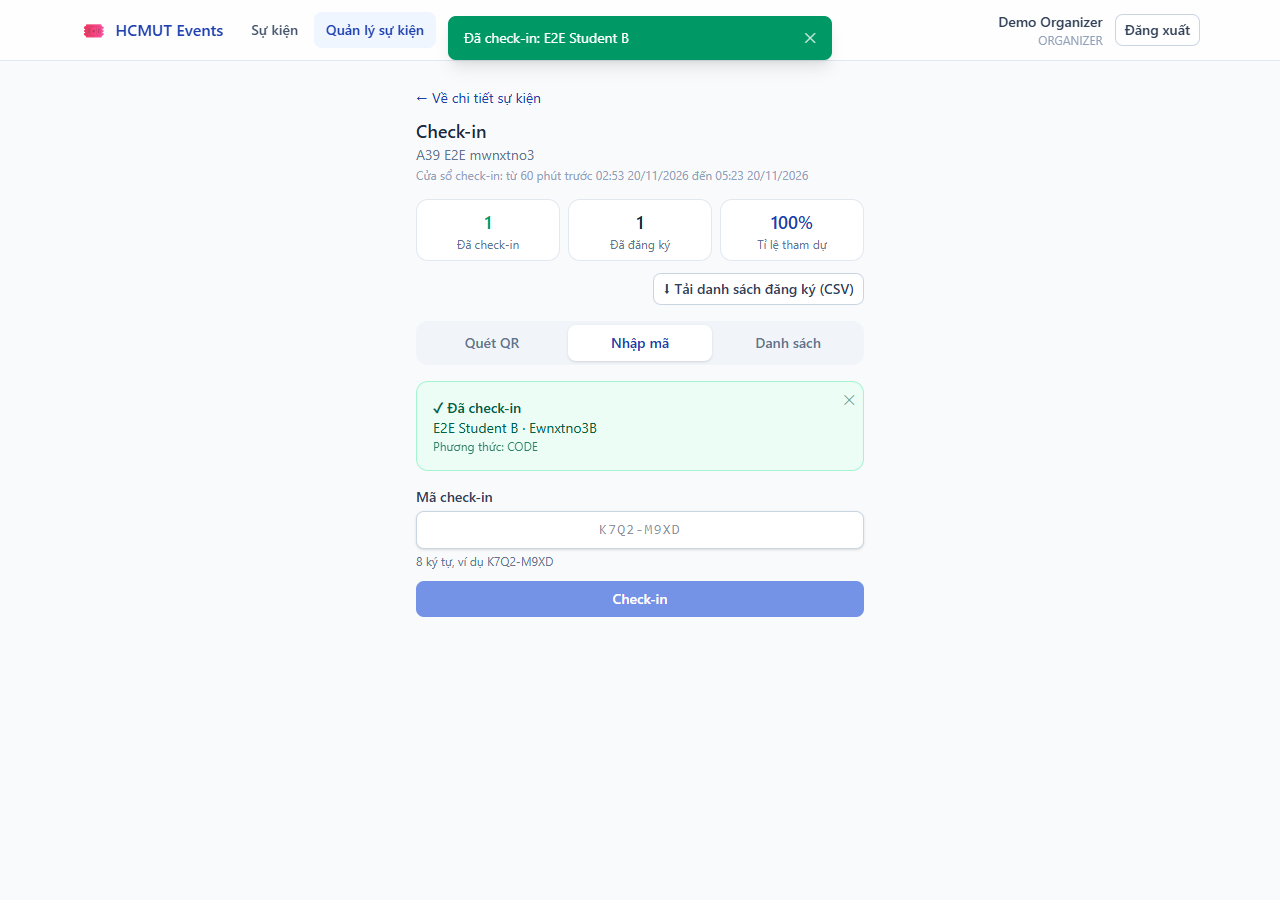 HCMUT Events
Sự kiện
Quản lý sự kiện
Đã check-in: E2E Student B
Demo Organizer
ORGANIZER
Đăng xuất
← Về chi tiết sự kiện
Check-in
A39 E2E mwnxtno3
Cửa sổ check-in: từ 60 phút trước 02:53 20/11/2026 đến 05:23 20/11/2026
1
Đã check-in
1
Đã đăng ký
100%
Tỉ lệ tham dự
⬇ Tải danh sách đăng ký (CSV)
Quét QR
Nhập mã
Danh sách
✓ Đã check-in
E2E Student B · Ewnxtno3B
Phương thức: CODE
Mã check-in
K7Q2-M9XD
8 ký tự, ví dụ K7Q2-M9XD
Check-in